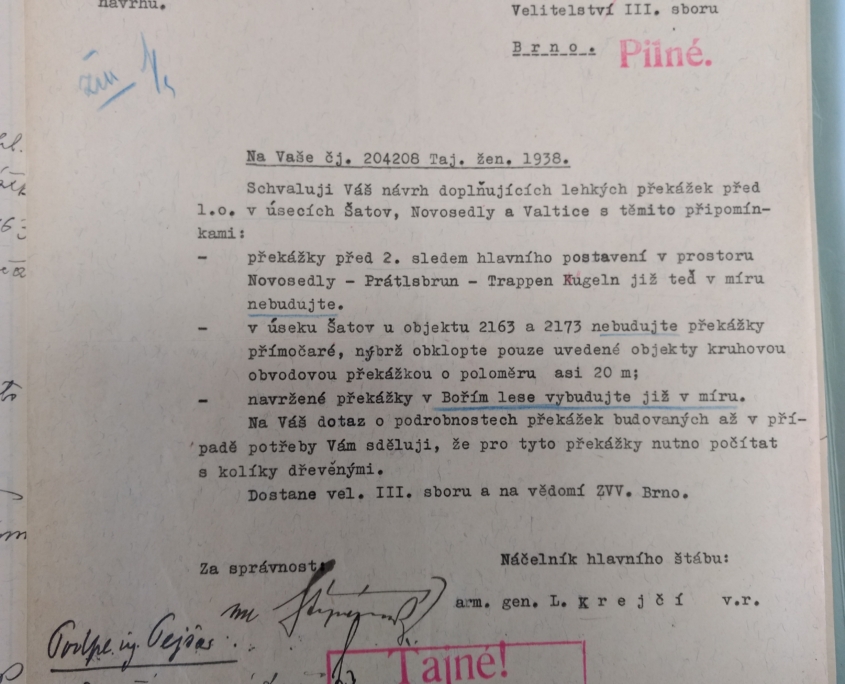 návrhu.
Velitelství III. sboru
Brno.
Pilné.
Na Vaše čj. 204208 Taj. žen. 1938.
Schvaluji Váš návrh doplňujících lehkých překážek před
l.o. v úsecích Šatov, Novosedly a Valtice s těmito připomín-
kami:
- překážky před 2. sledem hlavního postavení v prostoru
Novosedly - Prátlsbrun - Trappen Kugeln již teď v míru
nebudujte.
- v úseku Šatov u objektu 2163 a 2173 nebudujte překážky
přímočaré, nýbrž obklopte pouze uvedené objekty kruhovou
obvodovou překážkou o poloměru asi 20 m;
- navržené překážky v Bořím lese vybudujte již v míru.
Na Váš dotaz o podrobnostech překážek budovaných až v pří-
padě potřeby Vám sděluji, že pro tyto překážky nutno počítat
s kolíky dřevěnými.
Dostane vel. III. sboru a na vědomí ZVV. Brno.
Za správnost:
Náčelník hlavního štábu:
arm. gen. L. Krejčí v.r.
Tajné!